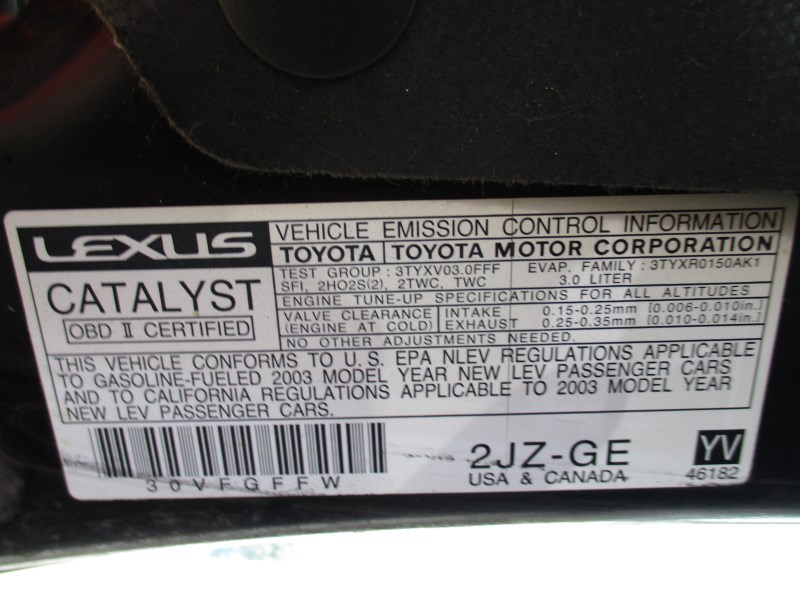 LEXUS
CATALYST
OBD II CERTIFIED
VEHICLE EMISSION CONTROL INFORMATION
TOYOTA TOYOTA MOTOR CORPORATION
TEST GROUP : 3TYXV03.0FFF EVAP. FAMILY : 3TYXR0150AK1
SFI, 2HO2S(2), 2TWC, TWC 3.0 LITER
ENGINE TUNE-UP SPECIFICATIONS FOR ALL ALTITUDES
VALVE CLEARANCE INTAKE 0.15-0.25mm (0.006-0.010in.)
(ENGINE AT COLD) EXHAUST 0.25-0.35mm (0.010-0.014in.)
NO OTHER ADJUSTMENTS NEEDED.
THIS VEHICLE CONFORMS TO U.S. EPA NLEV REGULATIONS APPLICABLE
TO GASOLINE-FUELED 2003 MODEL YEAR NEW LEV PASSENGER CARS
AND TO CALIFORNIA REGULATIONS APPLICABLE TO 2003 MODEL YEAR
NEW LEV PASSENGER CARS.
30VFGFFW
2JZ-GE
USA & CANADA
YV
46182